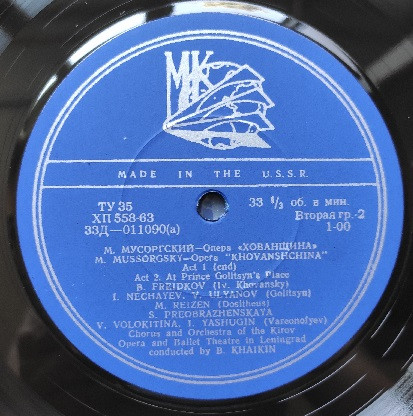 МК
MADE IN THE U.S.S.R.
ТУ 35
ХП 558-63
33Д—011090(а)
33 ⅓ об. в мин.
Вторая гр.-2
1-00
М. МУСОРГСКИЙ—Опера «ХОВАНЩИНА»
M. MUSSORGSKY—Opera "KHOVANSHCHINA"
Act 1 (end)
Act 2. At Prince Golitsyn's Place
B. FREIDKOV (Iv. Khovansky)
I. NECHAYEV, V. ULYANOV (Golitsyn)
M. REIZEN (Dositheus)
S. PREOBRAZHENSKAYA
V. VOLOKITINA, I. YASHUGIN (Varsonofyev)
Chorus and Orchestra of the Kirov
Opera and Ballet Theatre in Leningrad
conducted by B. KHAIKIN